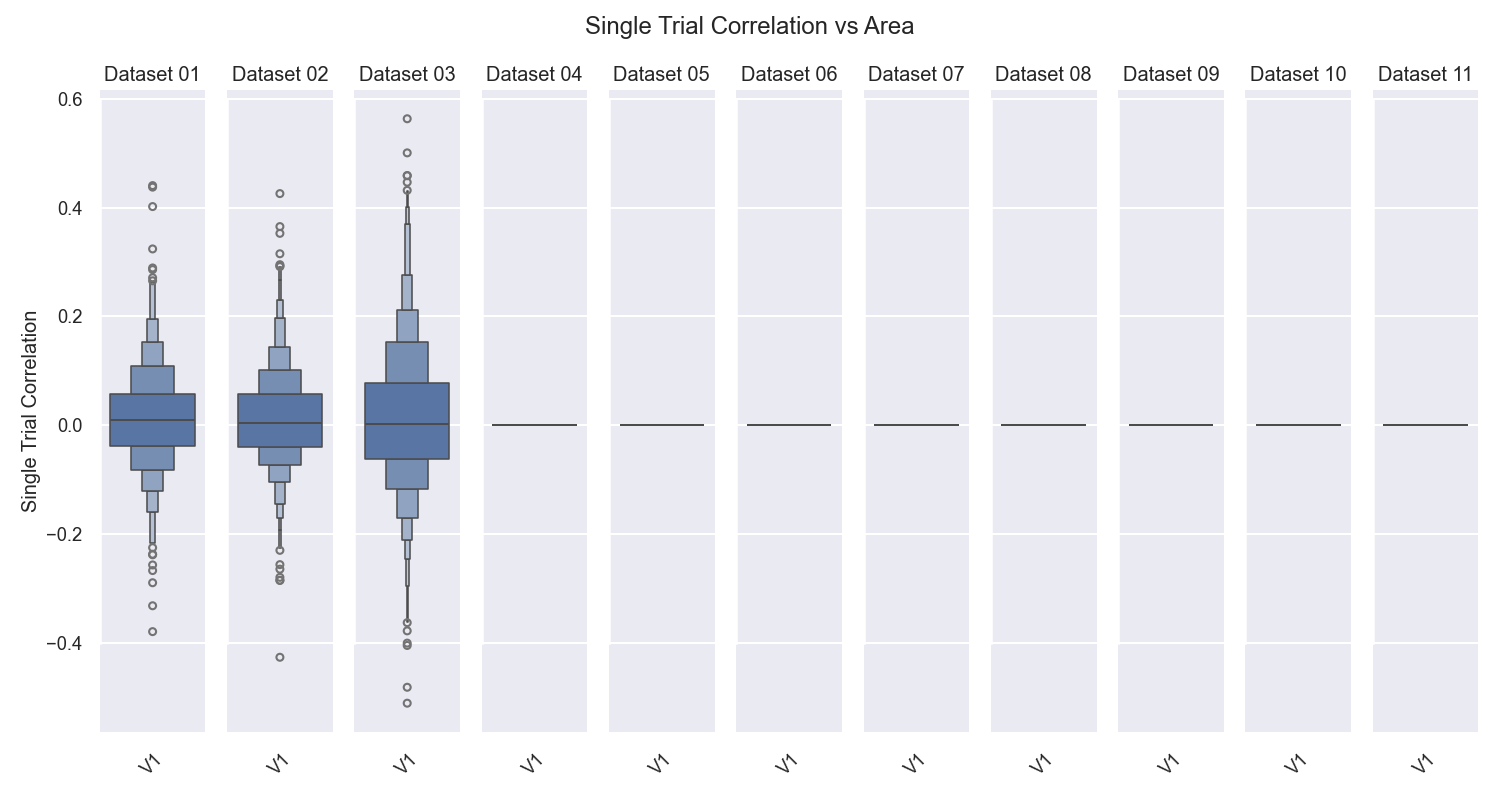 Single Trial Correlation vs Area
Dataset 01 Dataset 02 Dataset 03 Dataset 04 Dataset 05 Dataset 06 Dataset 07 Dataset 08 Dataset 09 Dataset 10 Dataset 11
0.6
0.4
0.2
0.0
−0.2
−0.4
Single Trial Correlation
V1 V1 V1 V1 V1 V1 V1 V1 V1 V1 V1